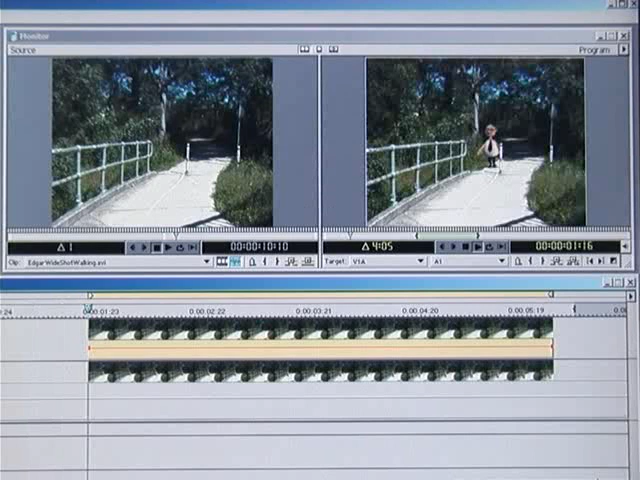 Monitor
Source
Program
Δ 1
00:00:10:10
Δ 4:05
00:00:01:16
Clip: EdgarWideShotWalking.avi
Target: V1A
A1
:24
0:00:01:23
0:00:02:22
0:00:03:21
0:00:04:20
0:00:05:19